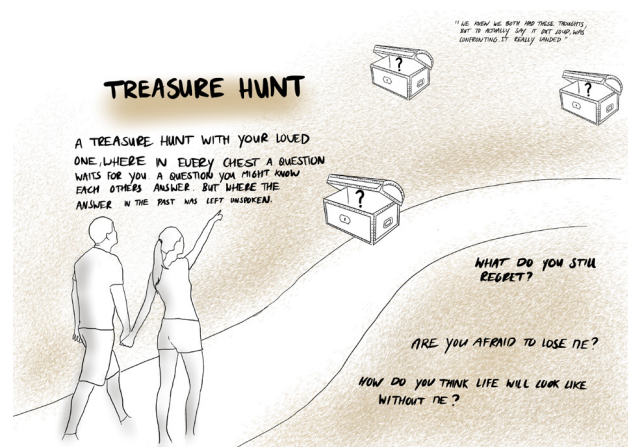 "WE KNEW WE BOTH HAD THESE THOUGHTS,
BUT TO ACTUALLY SAY IT OUT LOUD, WAS
CONFRONTING. IT REALLY LANDED"
?
?
TREASURE HUNT
A TREASURE HUNT WITH YOUR LOVED
ONE, WHERE IN EVERY CHEST A QUESTION
WAITS FOR YOU. A QUESTION YOU MIGHT KNOW
EACH OTHERS ANSWER. BUT WHERE THE
ANSWER IN THE PAST WAS LEFT UNSPOKEN.
?
WHAT DO YOU STILL
REGRET?
ARE YOU AFRAID TO LOSE ME?
HOW DO YOU THINK LIFE WILL LOOK LIKE
WITHOUT ME?